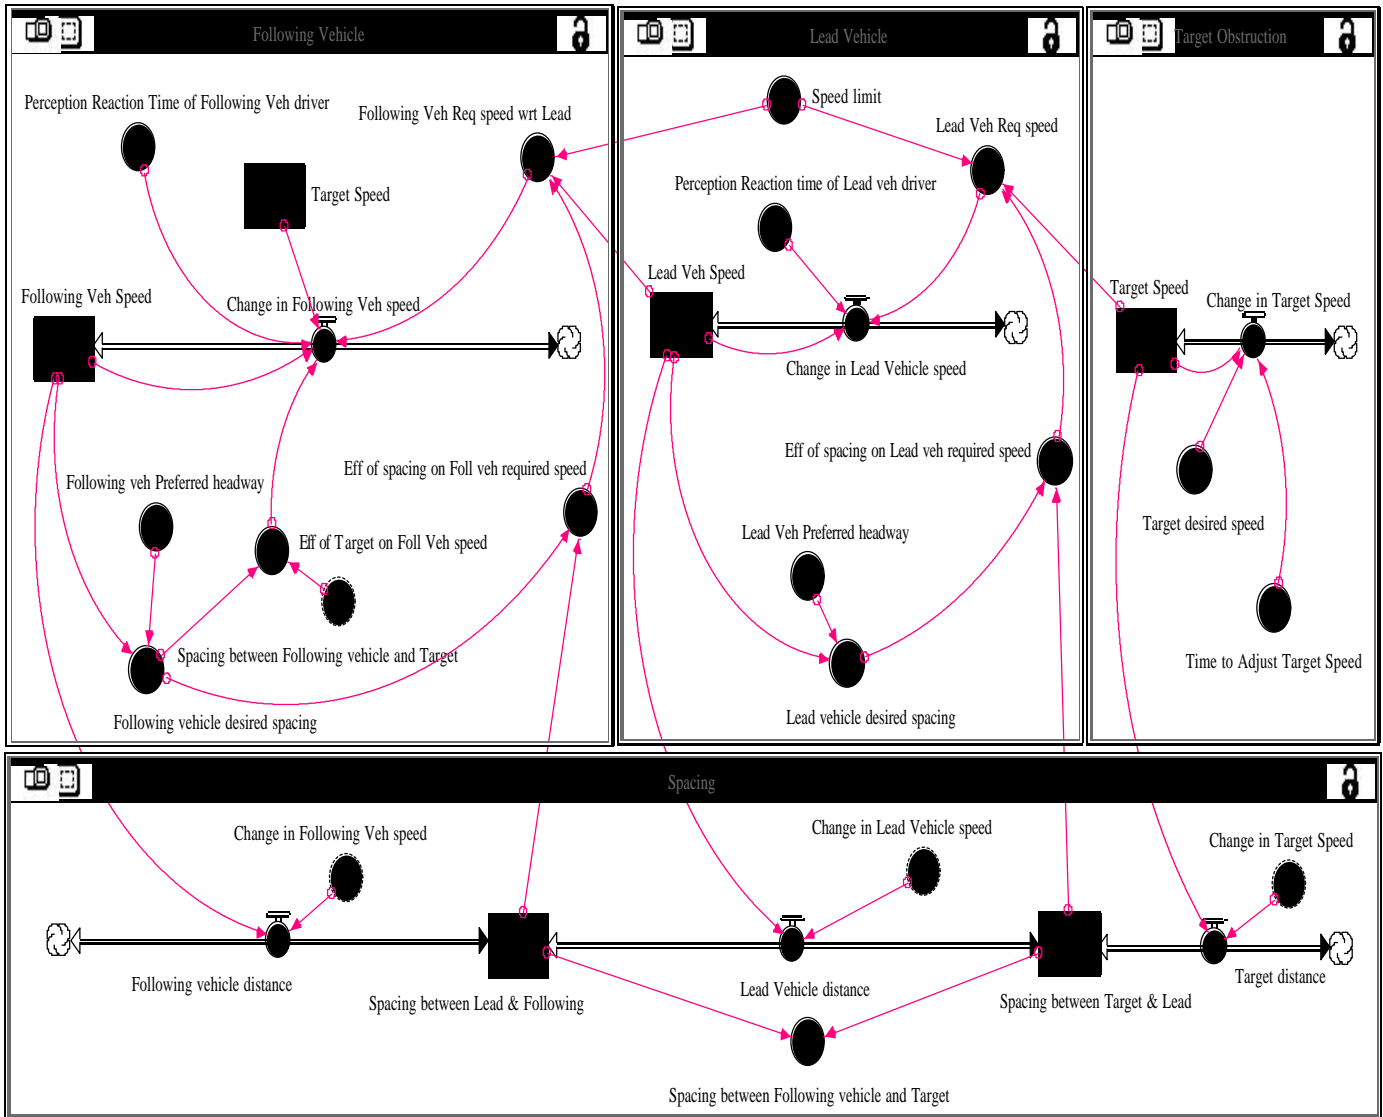 Following Vehicle
Perception Reaction Time of Following Veh driver
Following Veh Req speed wrt Lead
Target Speed
Following Veh Speed
Change in Following Veh speed
Eff of spacing on Foll veh required speed
Following veh Preferred headway
Eff of Target on Foll Veh speed
Spacing between Following vehicle and Target
Following vehicle desired spacing
Lead Vehicle
Speed limit
Lead Veh Req speed
Perception Reaction time of Lead veh driver
Lead Veh Speed
Change in Lead Vehicle speed
Eff of spacing on Lead veh required speed
Lead Veh Preferred headway
Lead vehicle desired spacing
Target Obstruction
Target Speed
Change in Target Speed
Target desired speed
Time to Adjust Target Speed
Spacing
Change in Following Veh speed
Change in Lead Vehicle speed
Change in Target Speed
Following vehicle distance
Spacing between Lead & Following
Lead Vehicle distance
Spacing between Target & Lead
Target distance
Spacing between Following vehicle and Target